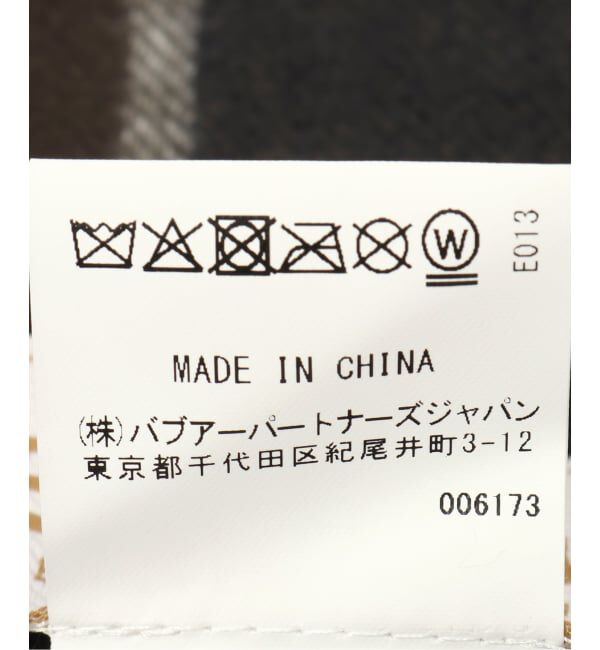 W
E013
MADE IN CHINA
(株)バブアーパートナーズジャパン
東京都千代田区紀尾井町3-12
006173